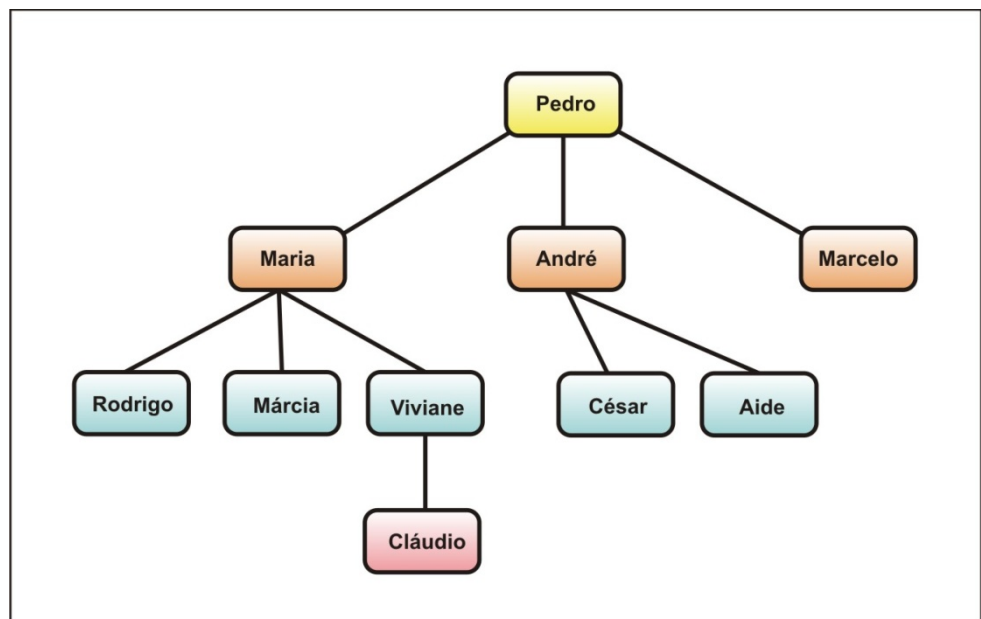 Pedro
Maria
André
Marcelo
Rodrigo
Márcia
Viviane
César
Aide
Cláudio